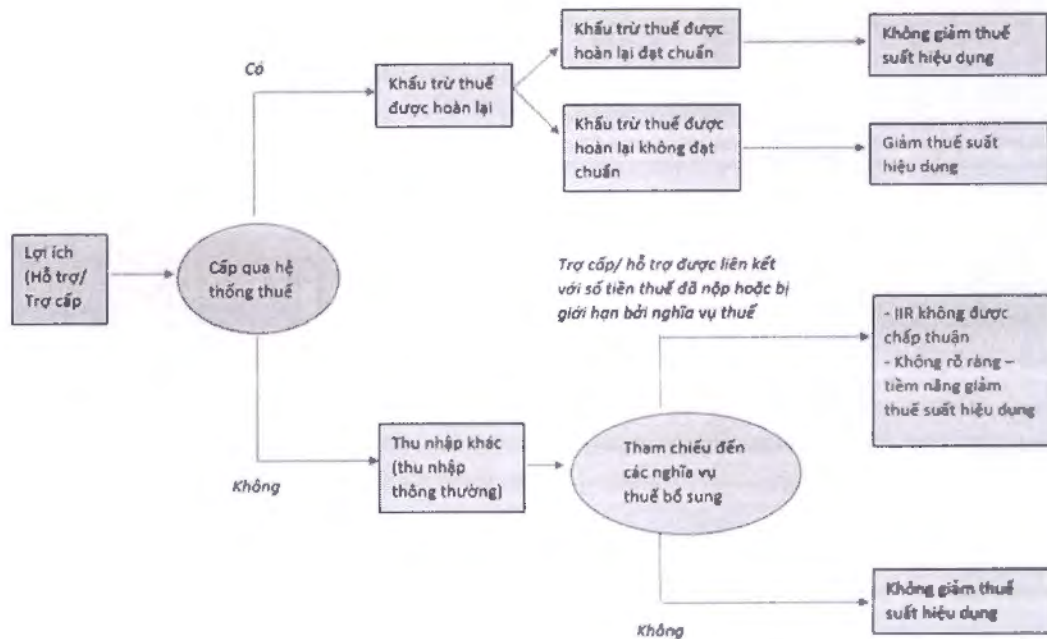 Có
Khấu trừ thuế
được hoàn lại
Khấu trừ thuế được
hoàn lại đạt chuẩn
Không giảm thuế
suất hiệu dụng
Khấu trừ thuế được
hoàn lại không đạt
chuẩn
Giảm thuế suất
hiệu dụng
Lợi ích
(Hỗ trợ/
Trợ cấp
Cấp qua hệ
thống thuế
Trợ cấp/ hỗ trợ được liên kết
với số tiền thuế đã nộp hoặc bị
giới hạn bởi nghĩa vụ thuế
- IIR không được
chấp thuận
- Không rõ ràng –
tiềm năng giảm
thuế suất hiệu dụng
Không
Thu nhập khác
(thu nhập
thông thường)
Tham chiếu đến
các nghĩa vụ
thuế bổ sung
Không
Không giảm thuế
suất hiệu dụng